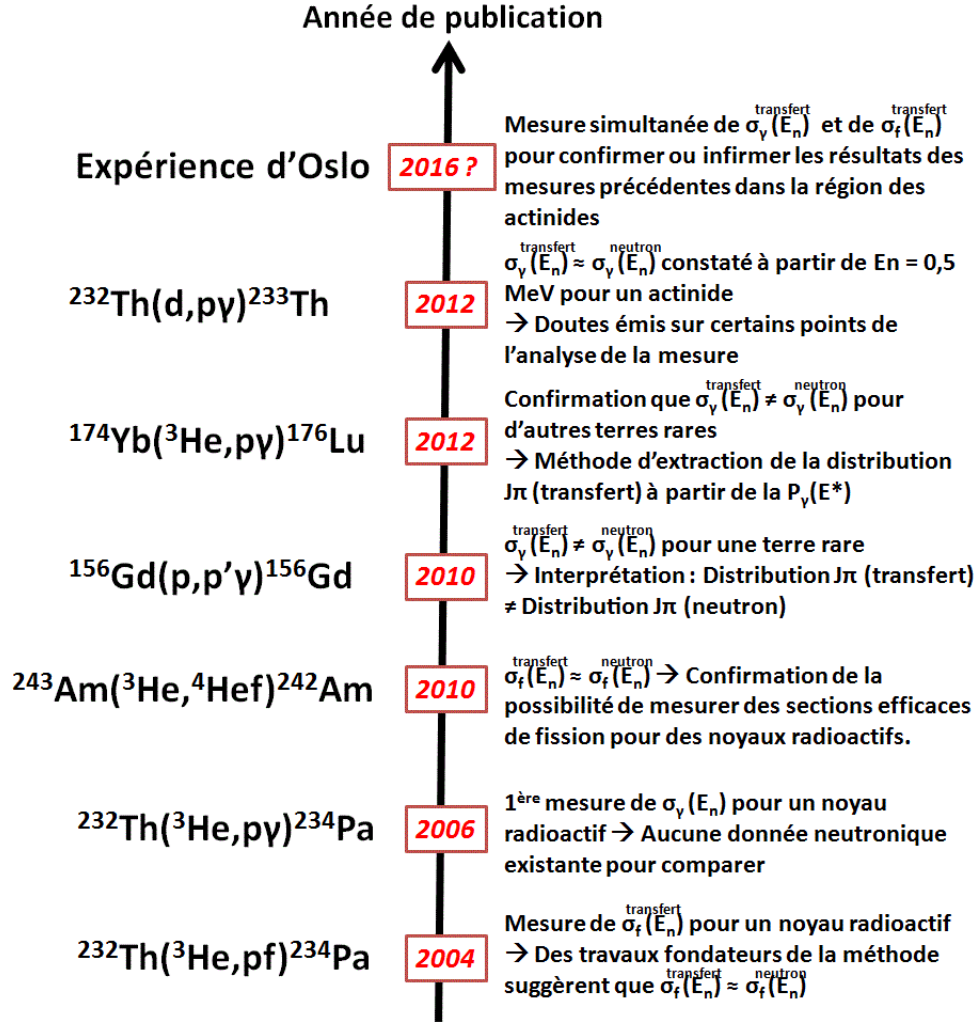 Année de publication
Expérience d'Oslo
2016 ?
Mesure simultanée de σγ(En) transfert et de σf(En) transfert
pour confirmer ou infirmer les résultats des
mesures précédentes dans la région des
actinides
²³²Th(d,pγ)²³³Th
2012
σγ(En) transfert ≈ σγ(En) neutron constaté à partir de En = 0,5
MeV pour un actinide
→ Doutes émis sur certains points de
l'analyse de la mesure
¹⁷⁴Yb(³He,pγ)¹⁷⁶Lu
2012
Confirmation que σγ(En) transfert ≠ σγ(En) neutron pour
d'autres terres rares
→ Méthode d'extraction de la distribution
Jπ (transfert) à partir de la Pγ(E*)
¹⁵⁶Gd(p,p'γ)¹⁵⁶Gd
2010
σγ(En) transfert ≠ σγ(En) neutron pour une terre rare
→ Interprétation : Distribution Jπ (transfert)
≠ Distribution Jπ (neutron)
²⁴³Am(³He,⁴Hef)²⁴²Am
2010
σf(En) transfert ≈ σf(En) neutron → Confirmation de la
possibilité de mesurer des sections efficaces
de fission pour des noyaux radioactifs.
²³²Th(³He,pγ)²³⁴Pa
2006
1ère mesure de σγ(En) pour un noyau
radioactif → Aucune donnée neutronique
existante pour comparer
²³²Th(³He,pf)²³⁴Pa
2004
Mesure de σf(En) transfert pour un noyau radioactif
→ Des travaux fondateurs de la méthode
suggèrent que σf(En) transfert ≈ σf(En) neutron